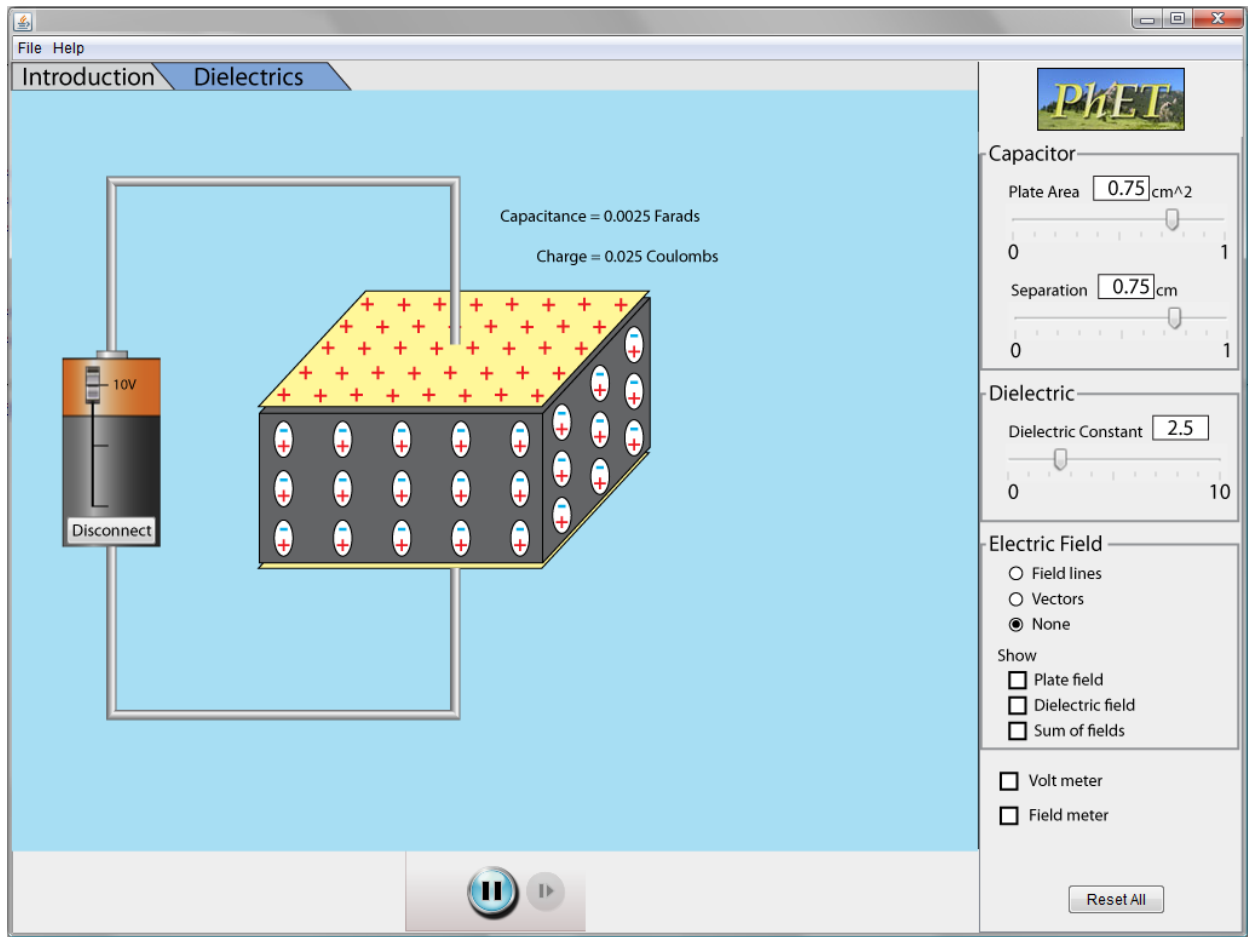 File Help
Introduction Dielectrics
PhET
Capacitor
Plate Area 0.75 cm^2
0 1
Separation 0.75 cm
0 1
Dielectric
Dielectric Constant 2.5
0 10
Electric Field
Field lines
Vectors
None
Show
Plate field
Dielectric field
Sum of fields
Volt meter
Field meter
Reset All
Capacitance = 0.0025 Farads
Charge = 0.025 Coulombs
10V
Disconnect